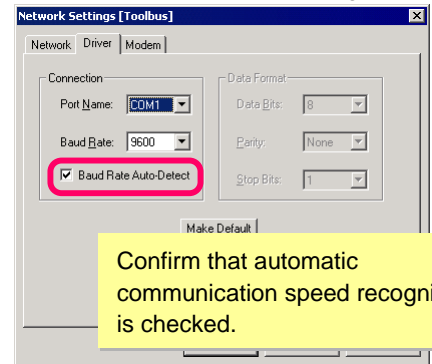 Network Settings [Toolbus]
Network Driver Modem
Connection
Data Format
Port Name: COM1
Data Bits: 8
Baud Rate: 9600
Parity: None
Baud Rate Auto-Detect
Stop Bits: 1
Make Default
Confirm that automatic
communication speed recogni
is checked.